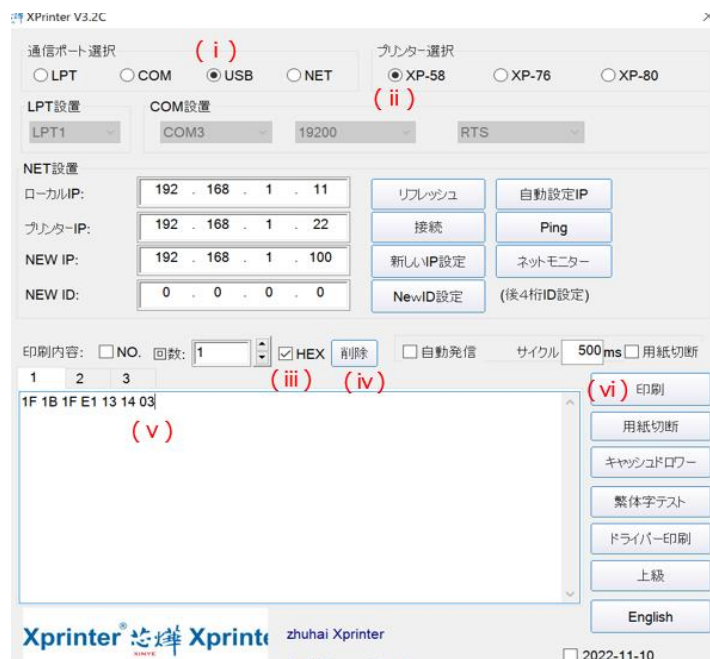 XPrinter V3.2C
通信ポート選択 (ⅰ) プリンター選択
LPT COM USB NET XP-58 XP-76 XP-80
(ⅱ)
LPT設置 COM設置
LPT1 COM3 19200 RTS
NET設置
ローカルIP: 192 . 168 . 1 . 11 リフレッシュ 自動設定IP
プリンターIP: 192 . 168 . 1 . 22 接続 Ping
NEW IP: 192 . 168 . 1 . 100 新しいIP設定 ネットモニター
NEW ID: 0 . 0 . 0 . 0 NewID設定 (後4桁ID設定)
印刷内容: NO. 回数: 1 HEX 削除 自動発信 サイクル 500 ms 用紙切断
1 2 3 (ⅲ) (ⅳ)
1F 1B 1F E1 13 14 03 (ⅵ) 印刷
(ⅴ)
用紙切断
キャッシュドロワー
繁体字テスト
ドライバー印刷
上級
English
Xprinter® 芯烨 Xprinte zhuhai Xprinter
XINYE
2022-11-10